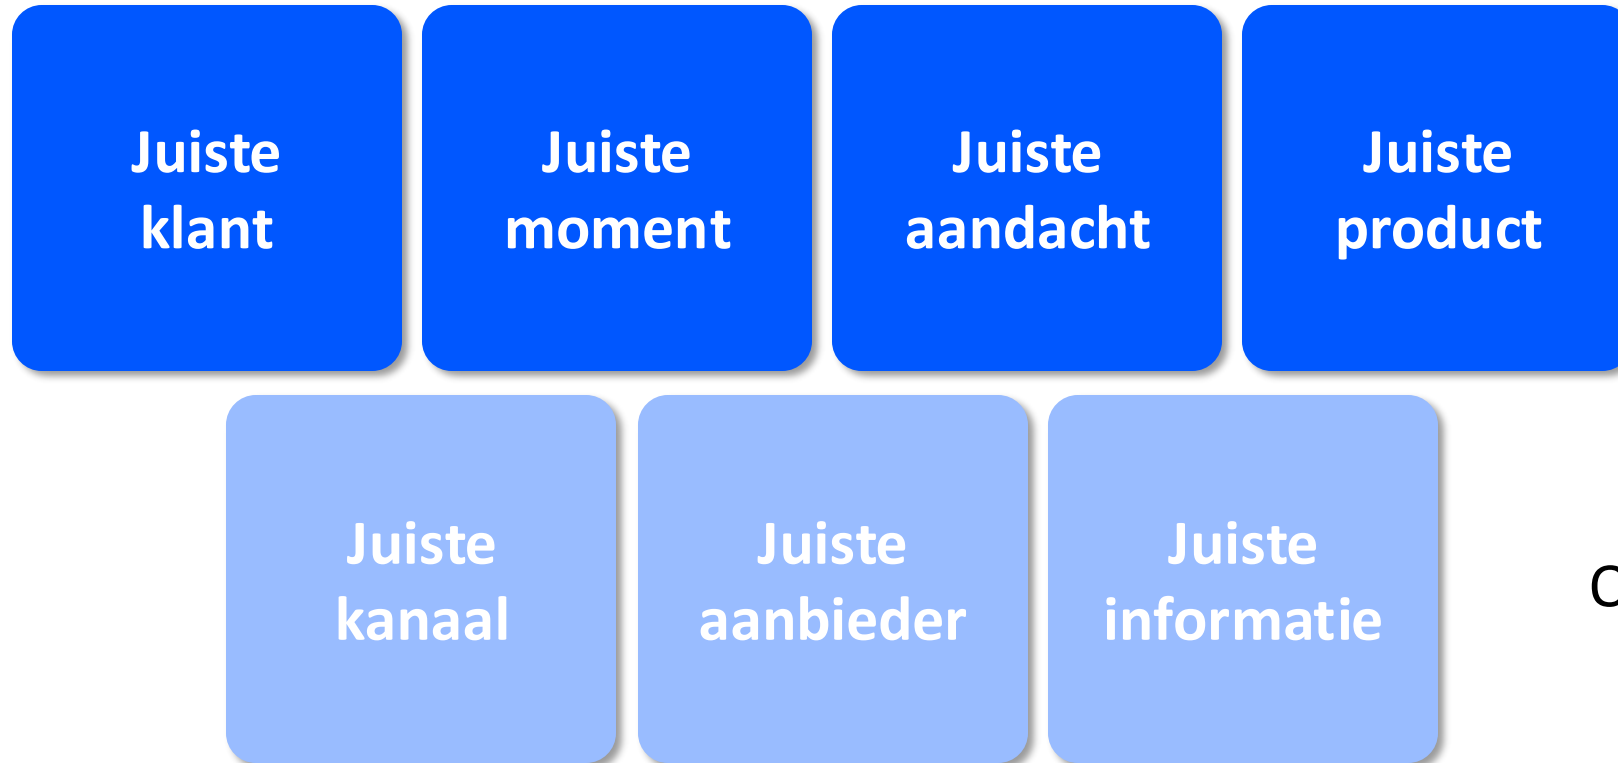 Juiste
klant
Juiste
moment
Juiste
aandacht
Juiste
product
Juiste
kanaal
Juiste
aanbieder
Juiste
informatie